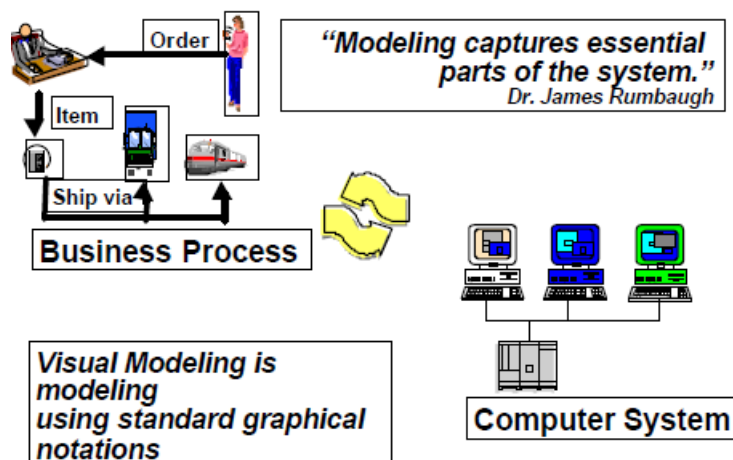 Order
“Modeling captures essential
parts of the system.”
Dr. James Rumbaugh
Item
Ship via
Business Process
Visual Modeling is
modeling
using standard graphical
notations
Computer System